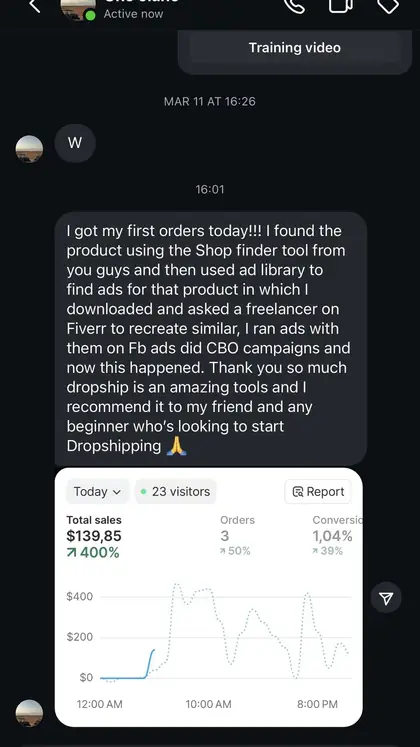 Active now
Training video
MAR 11 AT 16:26
W
16:01
I got my first orders today!!! I found the
product using the Shop finder tool from
you guys and then used ad library to
find ads for that product in which I
downloaded and asked a freelancer on
Fiverr to recreate similar, I ran ads with
them on Fb ads did CBO campaigns and
now this happened. Thank you so much
dropship is an amazing tools and I
recommend it to my friend and any
beginner who's looking to start
Dropshipping 🙏
Today
23 visitors
Report
Total sales
Orders
Conversic
$139,85
3
1,04%
400%
50%
39%
$400
$200
$0
12:00 AM
10:00 AM
8:00 PM